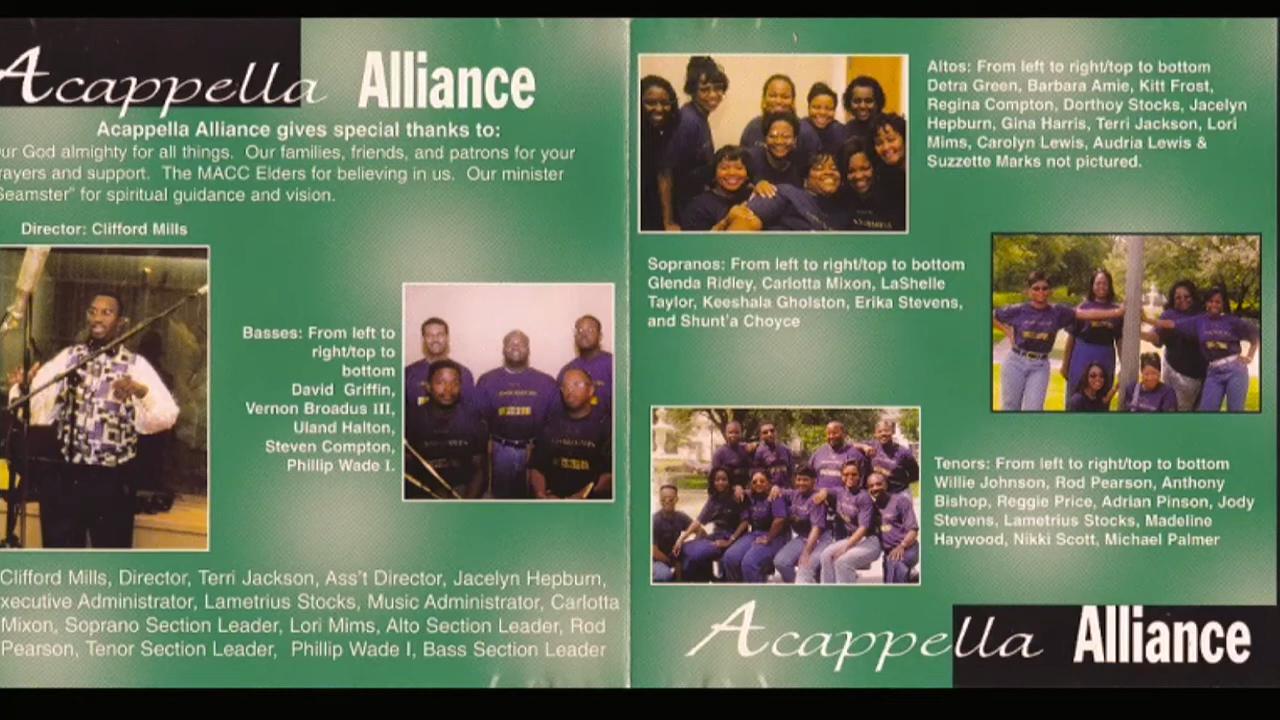 Acappella Alliance
Acappella Alliance gives special thanks to:
ur God almighty for all things. Our families, friends, and patrons for your
rayers and support. The MACC Elders for believing in us. Our minister
Seamster" for spiritual guidance and vision.
Director: Clifford Mills
Basses: From left to
right/top to
bottom
David Griffin,
Vernon Broadus III,
Uland Halton,
Steven Compton,
Phillip Wade I.
Clifford Mills, Director, Terri Jackson, Ass't Director, Jacelyn Hepburn,
xecutive Administrator, Lametrius Stocks, Music Administrator, Carlotta
Mixon, Soprano Section Leader, Lori Mims, Alto Section Leader, Rod
Pearson, Tenor Section Leader, Phillip Wade I, Bass Section Leader
Altos: From left to right/top to bottom
Detra Green, Barbara Amie, Kitt Frost,
Regina Compton, Dorthoy Stocks, Jacelyn
Hepburn, Gina Harris, Terri Jackson, Lori
Mims, Carolyn Lewis, Audria Lewis &
Suzzette Marks not pictured.
Sopranos: From left to right/top to bottom
Glenda Ridley, Carlotta Mixon, LaShelle
Taylor, Keeshala Gholston, Erika Stevens,
and Shunt'a Choyce
Tenors: From left to right/top to bottom
Willie Johnson, Rod Pearson, Anthony
Bishop, Reggie Price, Adrian Pinson, Jody
Stevens, Lametrius Stocks, Madeline
Haywood, Nikki Scott, Michael Palmer
Acappella Alliance